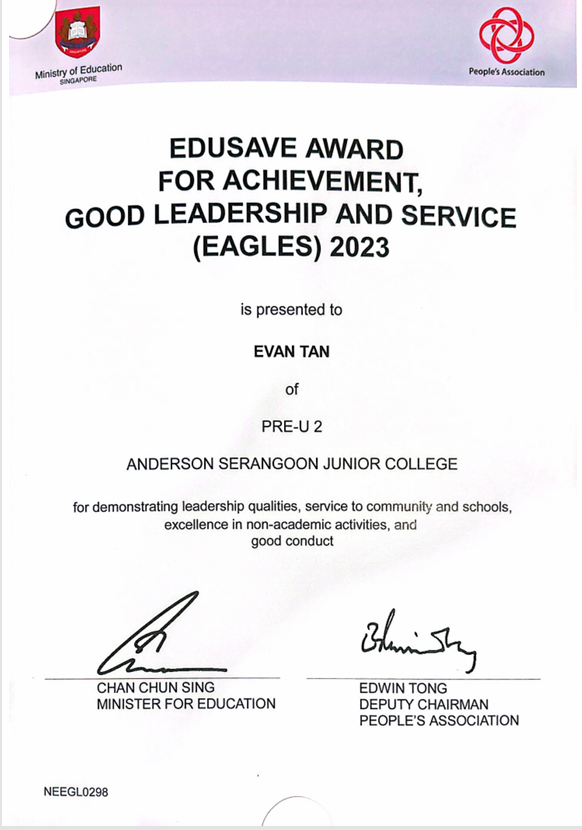 Ministry of Education
SINGAPORE
People's Association
EDUSAVE AWARD
FOR ACHIEVEMENT,
GOOD LEADERSHIP AND SERVICE
(EAGLES) 2023
is presented to
EVAN TAN
of
PRE-U 2
ANDERSON SERANGOON JUNIOR COLLEGE
for demonstrating leadership qualities, service to community and schools,
excellence in non-academic activities, and
good conduct
CHAN CHUN SING
MINISTER FOR EDUCATION
EDWIN TONG
DEPUTY CHAIRMAN
PEOPLE'S ASSOCIATION
NEEGL0298